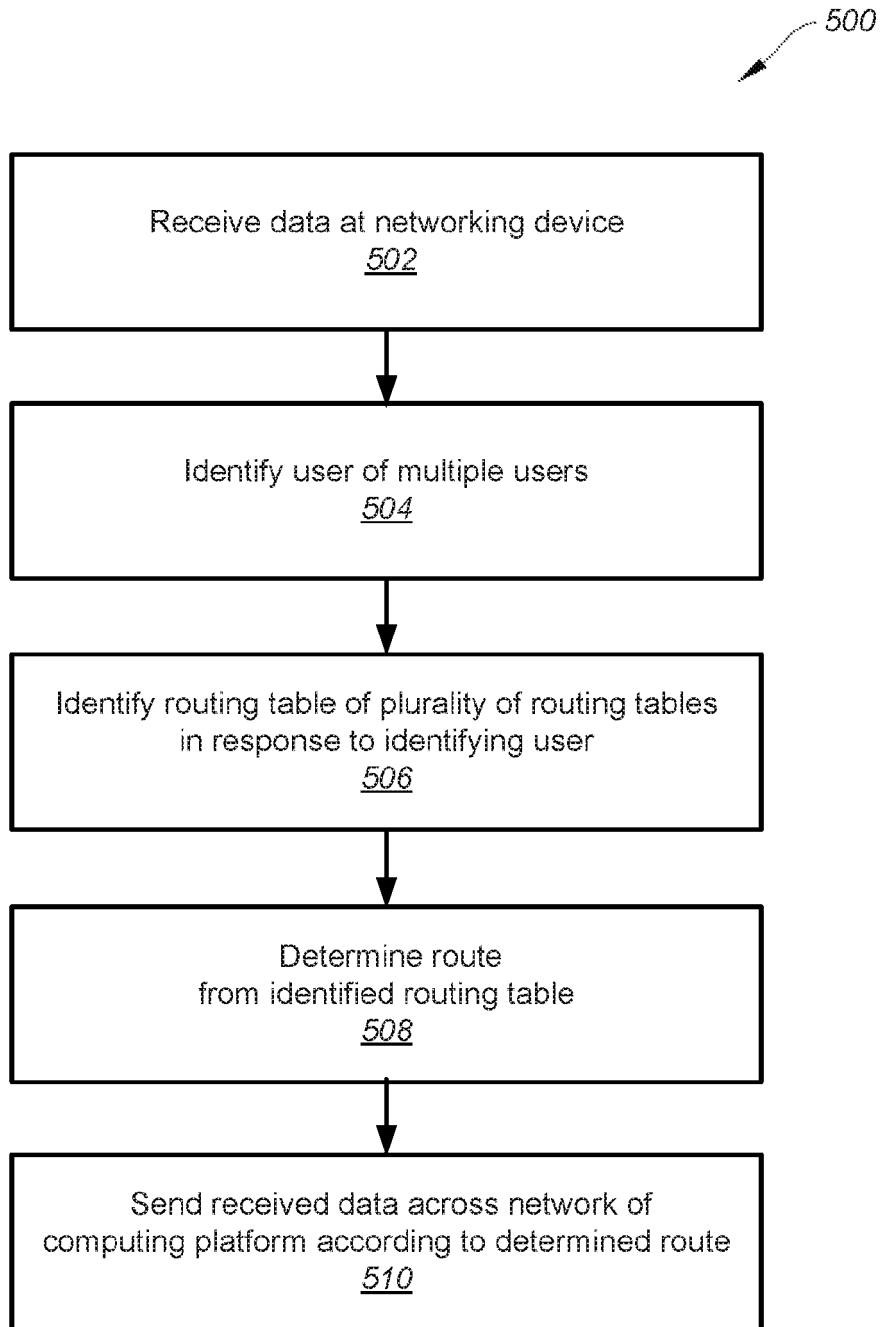 500
Receive data at networking device
502
Identify user of multiple users
504
Identify routing table of plurality of routing tables
in response to identifying user
506
Determine route
from identified routing table
508
Send received data across network of
computing platform according to determined route
510